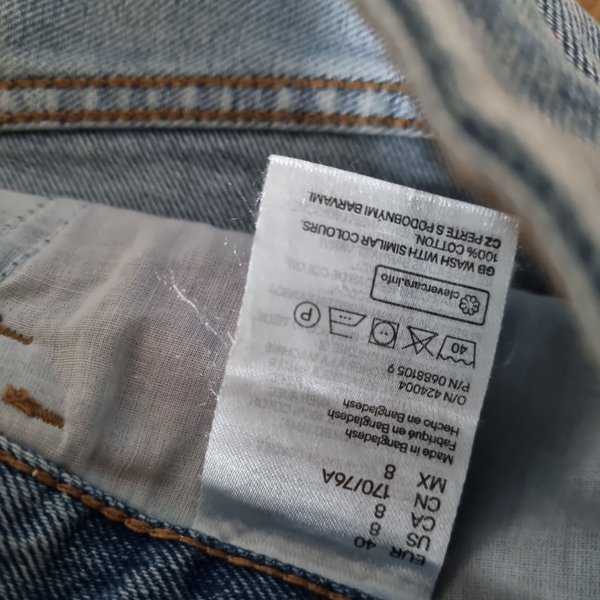 EUR 40
US 8
CA 8
CN 170/76A
MX 8
Made in Bangladesh
Fabriqué en Bangladesh
Hecho en Bangladesh
O/N 424004
P/N 0688105 9
40
P
clevercare.info
GB WASH WITH SIMILAR COLOURS.
100% COTTON.
CZ PERTE S PODOBNÝMI BARVAMI.